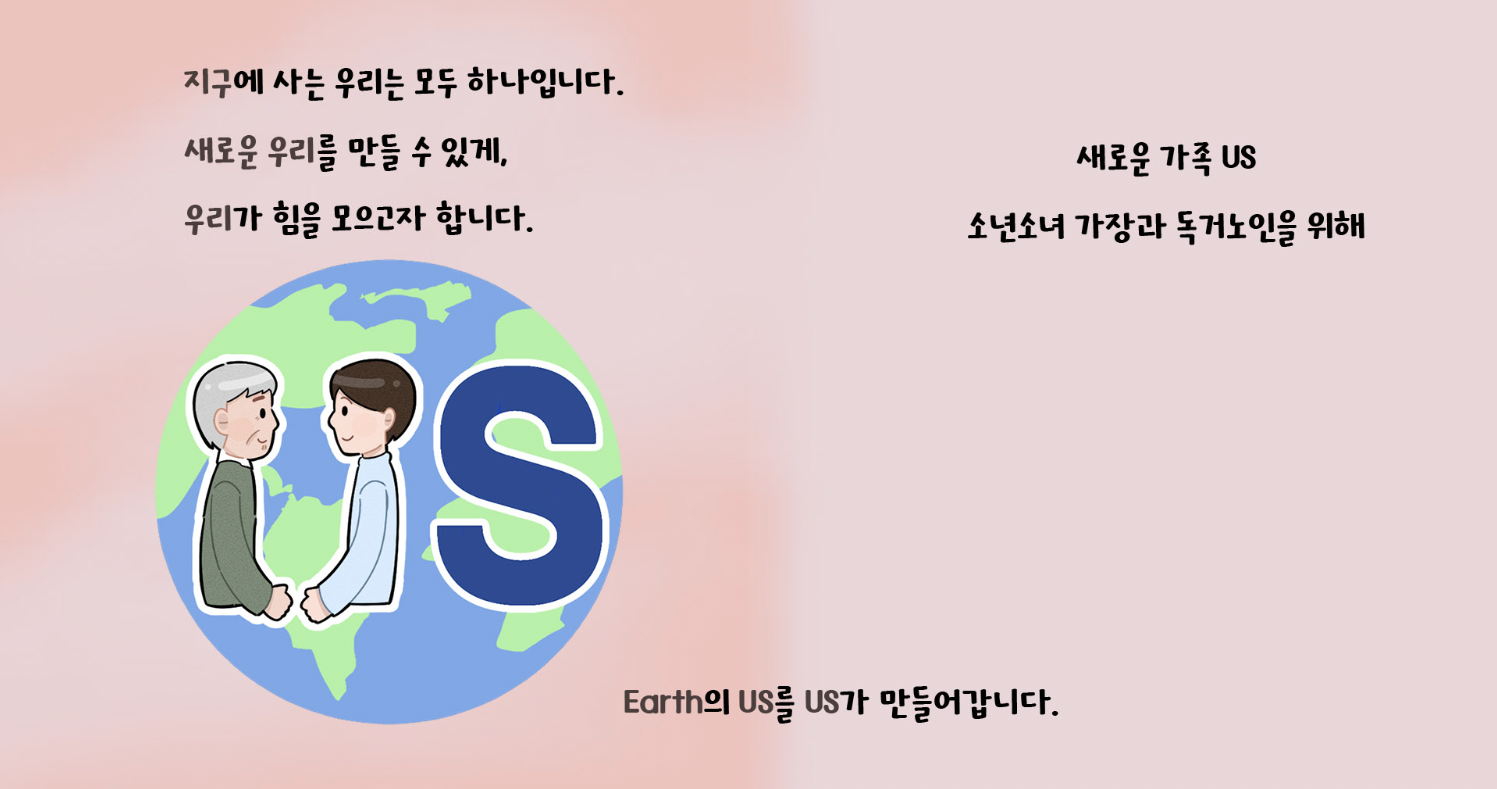 지구에 사는 우리는 모두 하나입니다.
새로운 우리를 만들 수 있게,
우리가 힘을 모으고자 합니다.
새로운 가족 US
소년소녀 가장과 독거노인을 위해
US
Earth의 US를 US가 만들어갑니다.